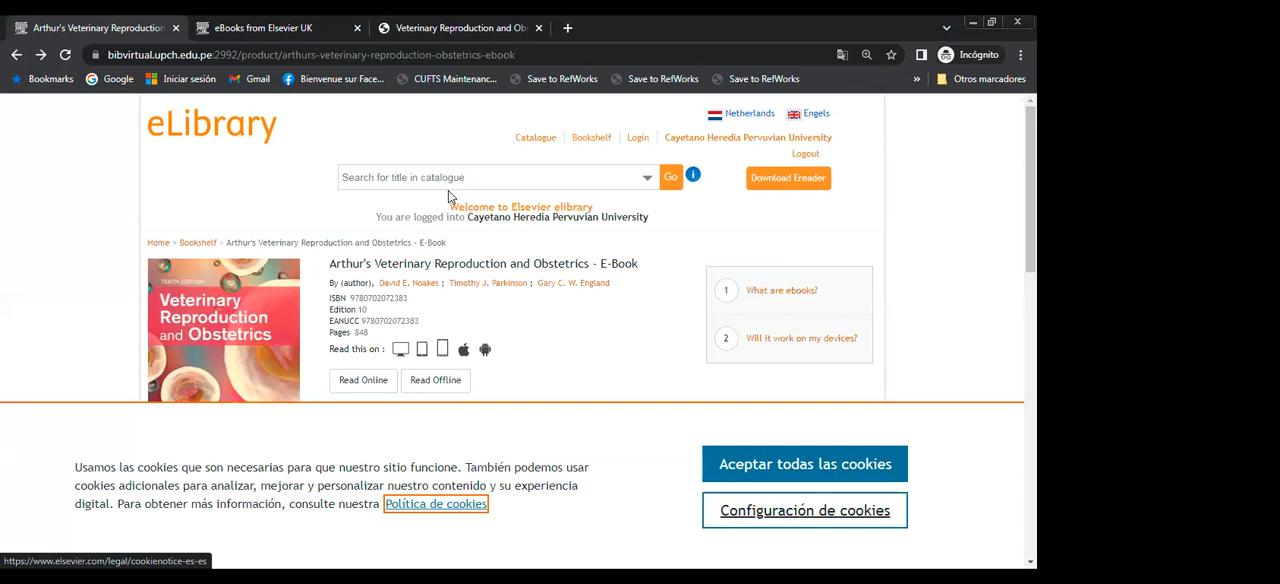 Arthur's Veterinary Reproduction
eBooks from Elsevier UK
Veterinary Reproduction and Ob
bibvirtual.upch.edu.pe:2992/product/arthurs-veterinary-reproduction-obstetrics-ebook
Incógnito
Bookmarks
Google
Iniciar sesión
Gmail
Bienvenue sur Face...
CUFTS Maintenanc...
Save to RefWorks
Save to RefWorks
Save to RefWorks
»
Otros marcadores
eLibrary
Netherlands
Engels
Catalogue
Bookshelf
Login
Cayetano Heredia Pervuvian University
Logout
Search for title in catalogue
Go
i
Download Ereader
Welcome to Elsevier elibrary
You are logged into Cayetano Heredia Pervuvian University
Home > Bookshelf > Arthur's Veterinary Reproduction and Obstetrics - E-Book
TENTH EDITION
Veterinary
Reproduction
and Obstetrics
Arthur's Veterinary Reproduction and Obstetrics - E-Book
By (author), David E. Noakes ; Timothy J. Parkinson ; Gary C. W. England
ISBN 9780702072383
Edition 10
EANUCC 9780702072383
Pages 848
Read this on :
Read Online
Read Offline
1 What are ebooks?
2 Will it work on my devices?
Usamos las cookies que son necesarias para que nuestro sitio funcione. También podemos usar
cookies adicionales para analizar, mejorar y personalizar nuestro contenido y su experiencia
digital. Para obtener más información, consulte nuestra Política de cookies
Aceptar todas las cookies
Configuración de cookies
https://www.elsevier.com/legal/cookienotice-es-es